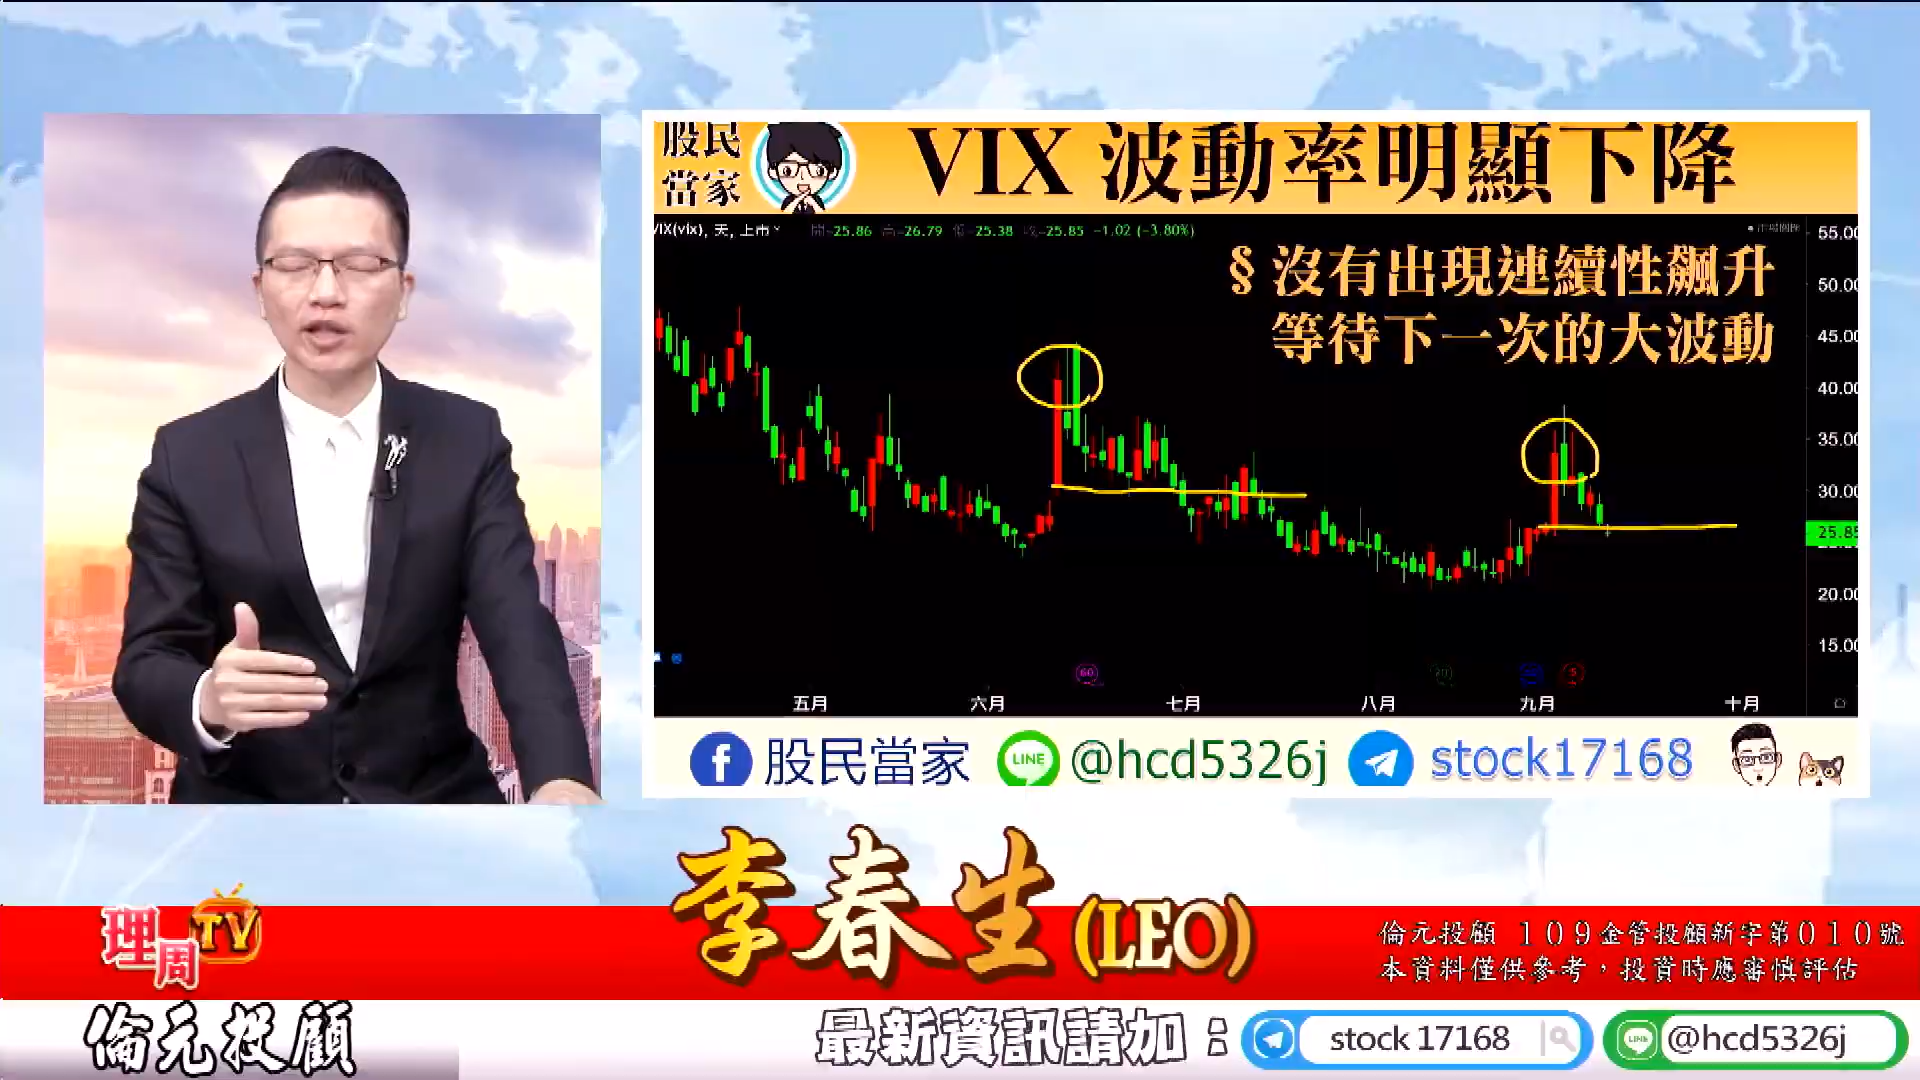 股民
當家
VIX 波動率明顯下降
VIX(vix), 天, 上市 開=25.86 高=26.79 低=25.38 收=25.85 -1.02 (-3.80%)
§ 沒有出現連續性飆升
等待下一次的大波動
55.00
50.00
45.00
40.00
35.00
30.00
25.85
20.00
15.00
60
五月 六月 七月 八月 九月 十月
股民當家 LINE @hcd5326j stock17168
李春生(LEO)
理周TV
倫元投顧 109金管投顧新字第010號
本資料僅供參考，投資時應審慎評估
倫元投顧
最新資訊請加：stock 17168 LINE @hcd5326j